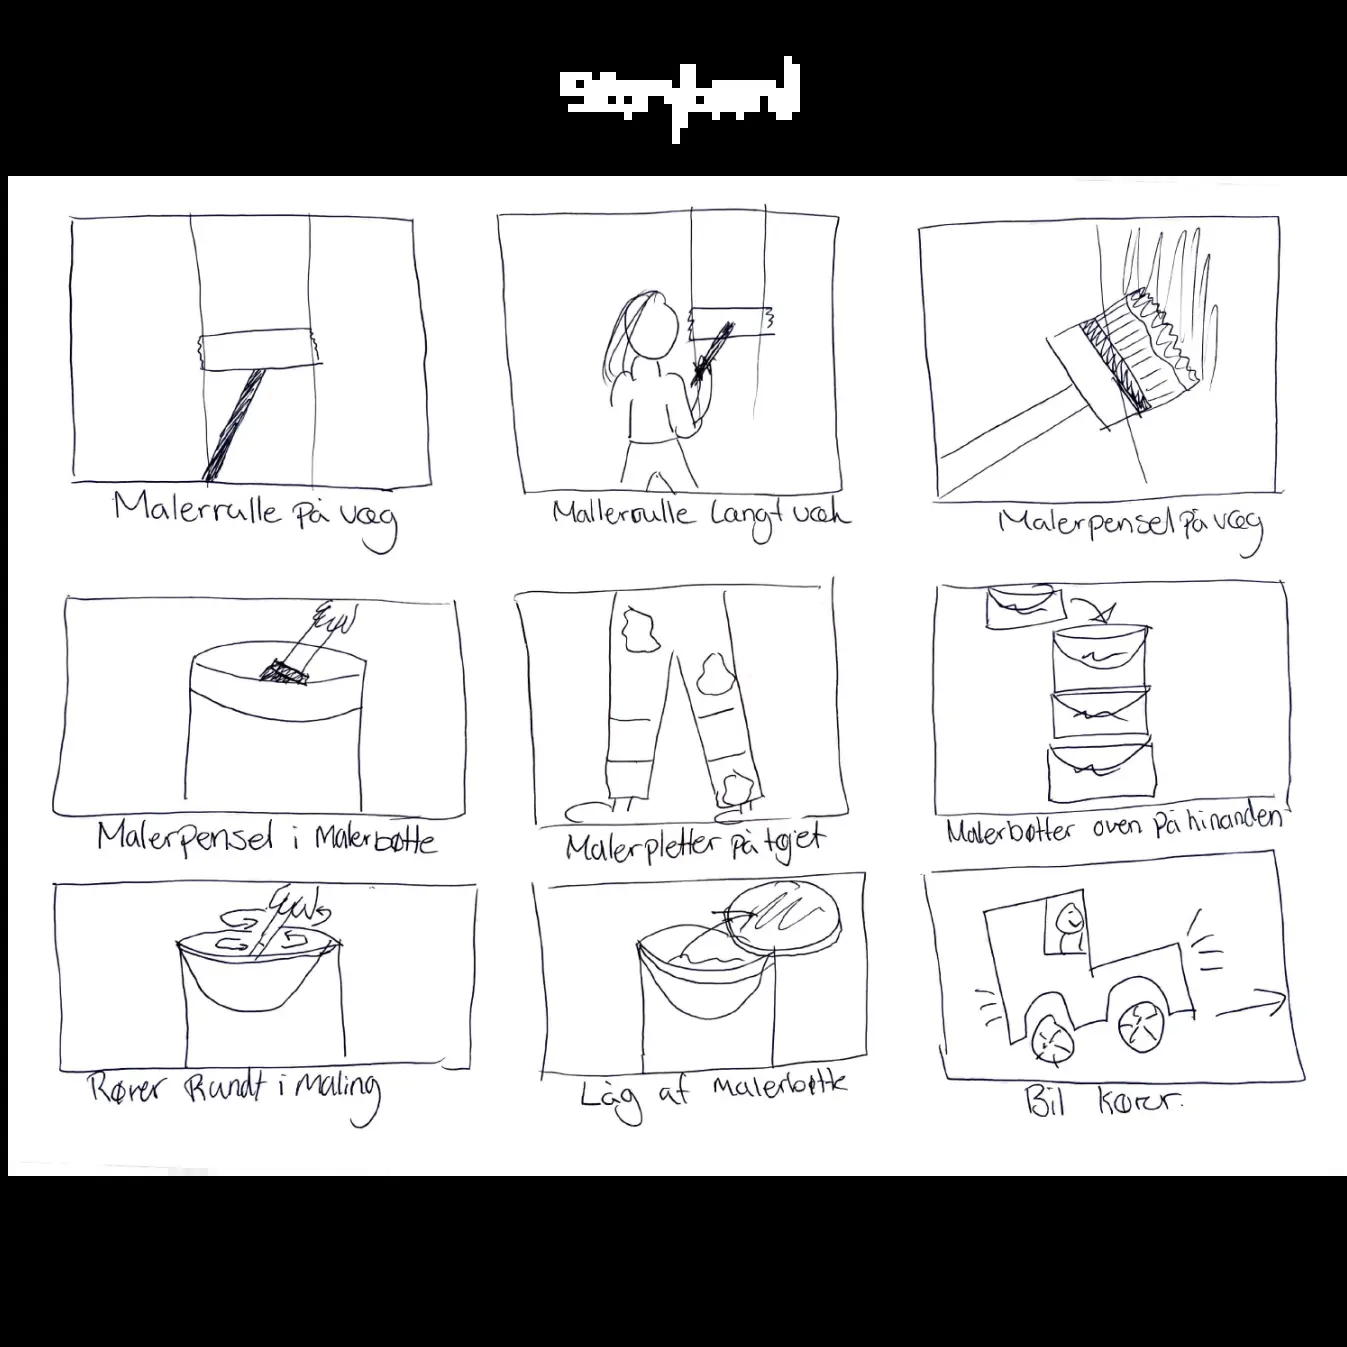 Storyboard
Malerrulle på væg
Mallerrulle langt væk
Malerpensel på væg
Malerpensel i Malerbøtte
Malerpletter på tøjet
Malerbøtter oven på hinanden
Rører Rundt i Maling
Låg af Malerbøtte
Bil Kører.